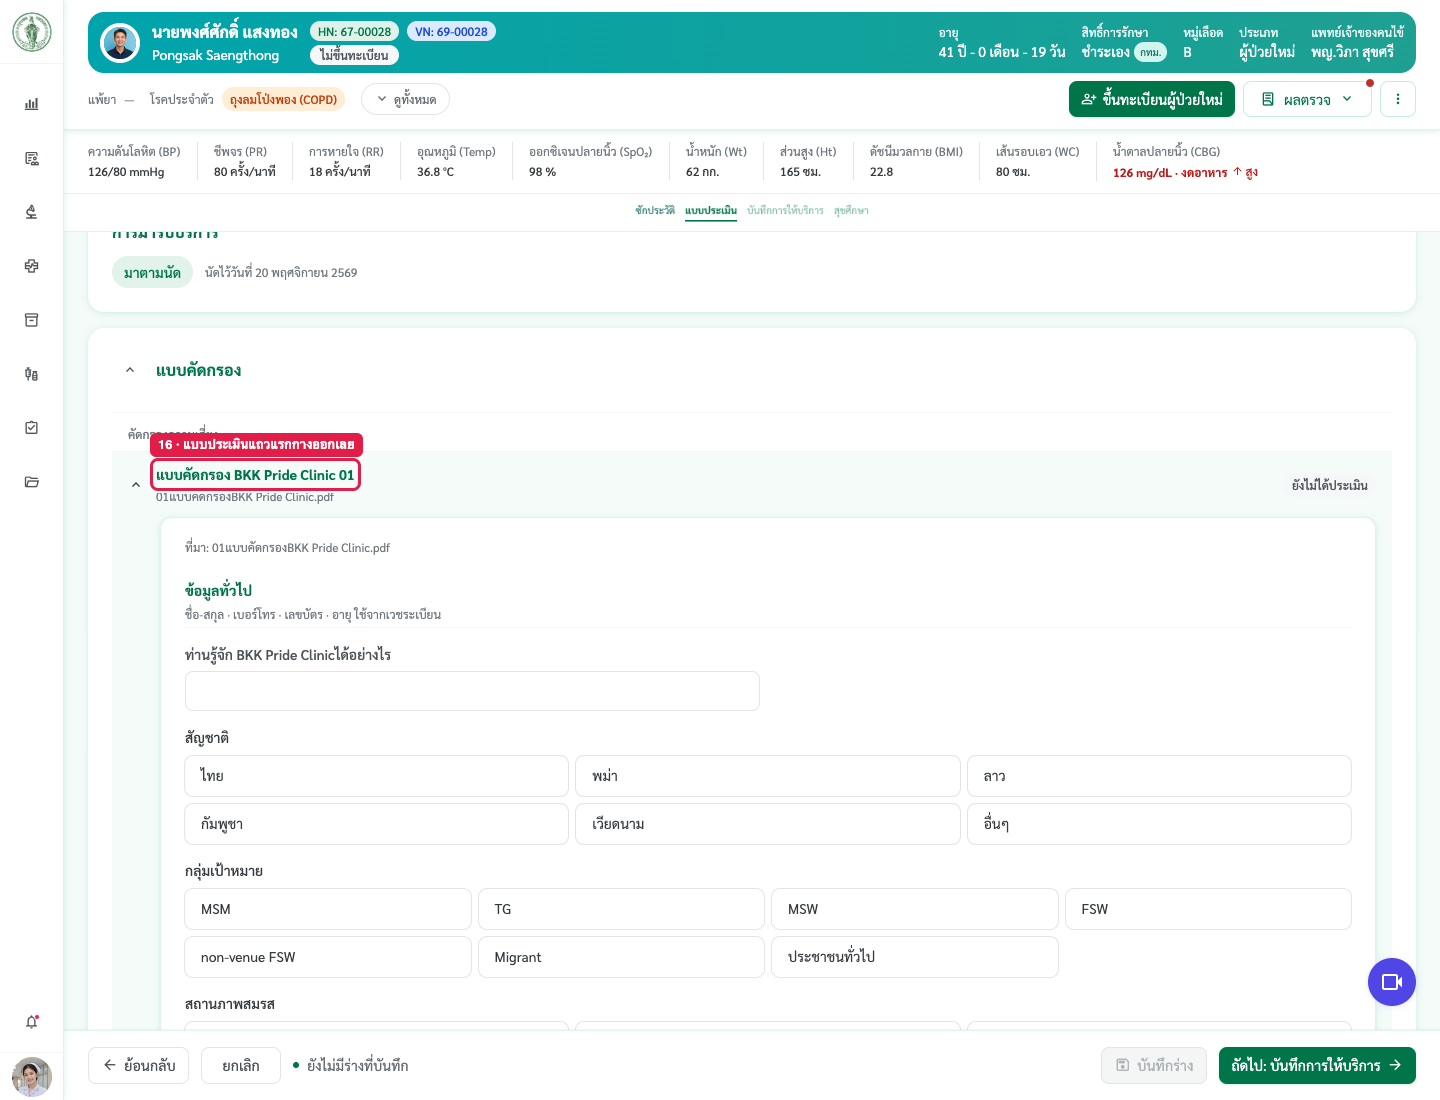 นายพงศ์ศักดิ์ แสงทอง
Pongsak Saengthong
HN: 67-00028
VN: 69-00028
ไม่ขึ้นทะเบียน
อายุ
41 ปี - 0 เดือน - 19 วัน
สิทธิ์การรักษา
ชำระเอง กทม.
หมู่เลือด
B
ประเภท
ผู้ป่วยใหม่
แพทย์เจ้าของคนไข้
พญ.วิภา สุขศรี
แพ้ยา — โรคประจำตัว ถุงลมโป่งพอง (COPD) ดูทั้งหมด
ขึ้นทะเบียนผู้ป่วยใหม่
ผลตรวจ
ความดันโลหิต (BP)
126/80 mmHg
ชีพจร (PR)
80 ครั้ง/นาที
การหายใจ (RR)
18 ครั้ง/นาที
อุณหภูมิ (Temp)
36.8 °C
ออกซิเจนปลายนิ้ว (SpO₂)
98 %
น้ำหนัก (Wt)
62 กก.
ส่วนสูง (Ht)
165 ซม.
ดัชนีมวลกาย (BMI)
22.8
เส้นรอบเอว (WC)
80 ซม.
น้ำตาลปลายนิ้ว (CBG)
126 mg/dL · งดอาหาร ↑ สูง
ซักประวัติ แบบประเมิน บันทึกการให้บริการ สุขศึกษา
การมารับบริการ
มาตามนัด นัดไว้วันที่ 20 พฤศจิกายน 2569
แบบคัดกรอง
16 · แบบประเมินแถวแรกกางออกเลย
แบบคัดกรอง BKK Pride Clinic 01
01แบบคัดกรองBKK Pride Clinic.pdf
ยังไม่ได้ประเมิน
ที่มา: 01แบบคัดกรองBKK Pride Clinic.pdf
ข้อมูลทั่วไป
ชื่อ-สกุล · เบอร์โทร · เลขบัตร · อายุ ใช้จากเวชระเบียน
ท่านรู้จัก BKK Pride Clinicได้อย่างไร
สัญชาติ
ไทย พม่า ลาว
กัมพูชา เวียดนาม อื่นๆ
กลุ่มเป้าหมาย
MSM TG MSW FSW
non-venue FSW Migrant ประชาชนทั่วไป
สถานภาพสมรส
ย้อนกลับ ยกเลิก ยังไม่มีร่างที่บันทึก บันทึกร่าง ถัดไป: บันทึกการให้บริการ